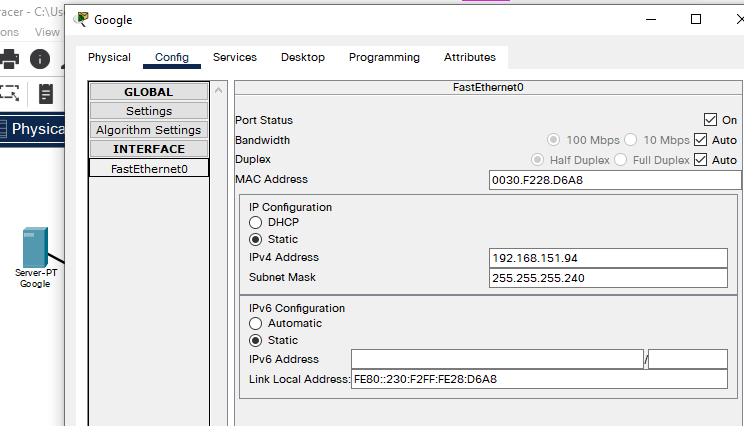 racer - C:\Use
Google
ons View
Physical Config Services Desktop Programming Attributes
GLOBAL
Settings
Algorithm Settings
INTERFACE
FastEthernet0
FastEthernet0
Port Status On
Bandwidth 100 Mbps 10 Mbps Auto
Duplex Half Duplex Full Duplex Auto
MAC Address 0030.F228.D6A8
IP Configuration
DHCP
Static
IPv4 Address 192.168.151.94
Subnet Mask 255.255.255.240
IPv6 Configuration
Automatic
Static
IPv6 Address /
Link Local Address: FE80::230:F2FF:FE28:D6A8
Physica
Server-PT
Google